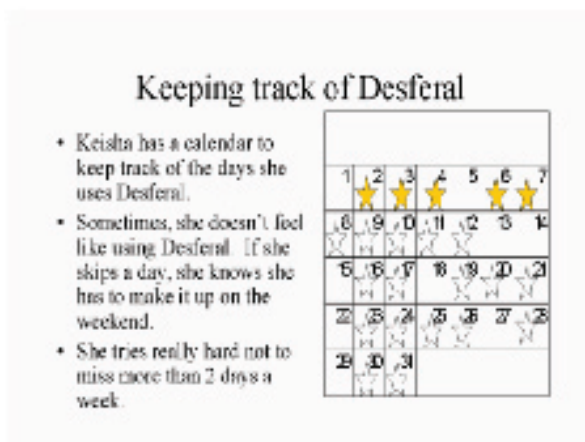 Keeping track of Desferal
• Keisha has a calendar to
keep track of the days she
uses Desferal.
• Sometimes, she doesn't feel
like using Desferal. If she
skips a day, she knows she
has to make it up on the
weekend.
• She tries really hard not to
miss more than 2 days a
week.
1 2 3 4 5 6 7
8 9 10 11 12 13 14
15 16 17 18 19 20 21
22 23 24 25 26 27 28
29 30 31